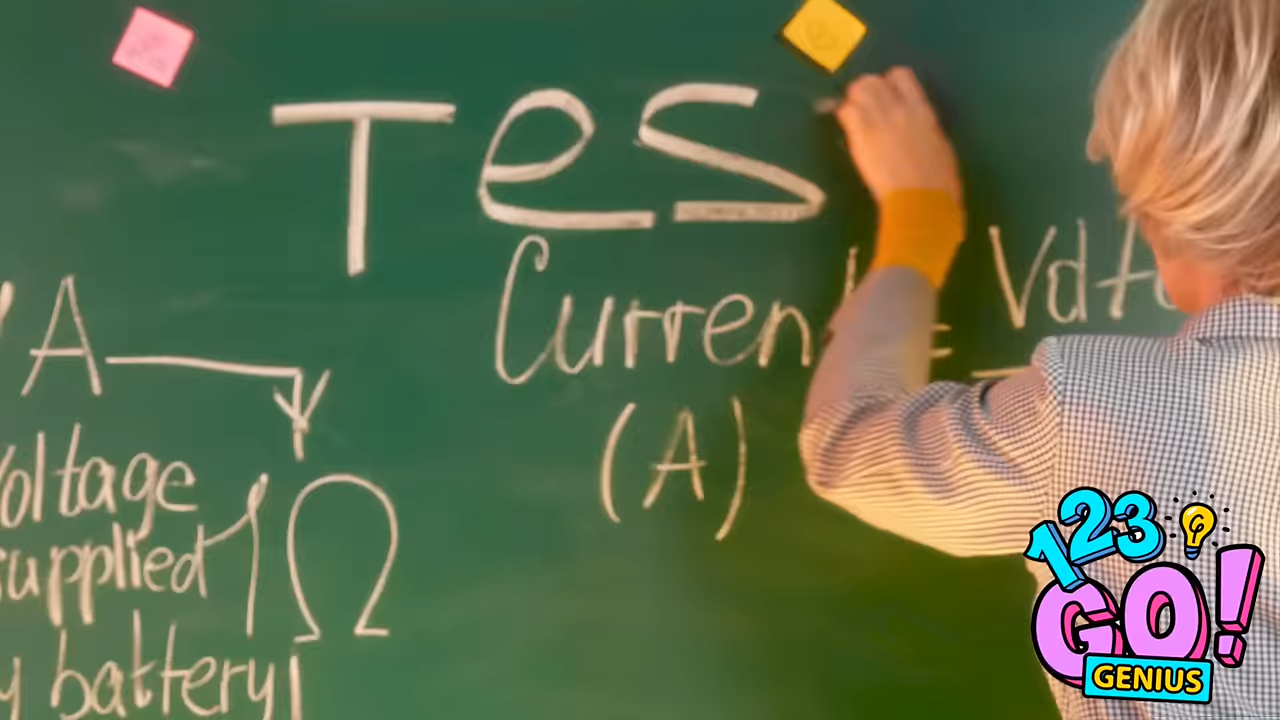 Tes
Curren
=
(A)
A
Voltage
supplied
Ω
battery
123
GO!
GENIUS